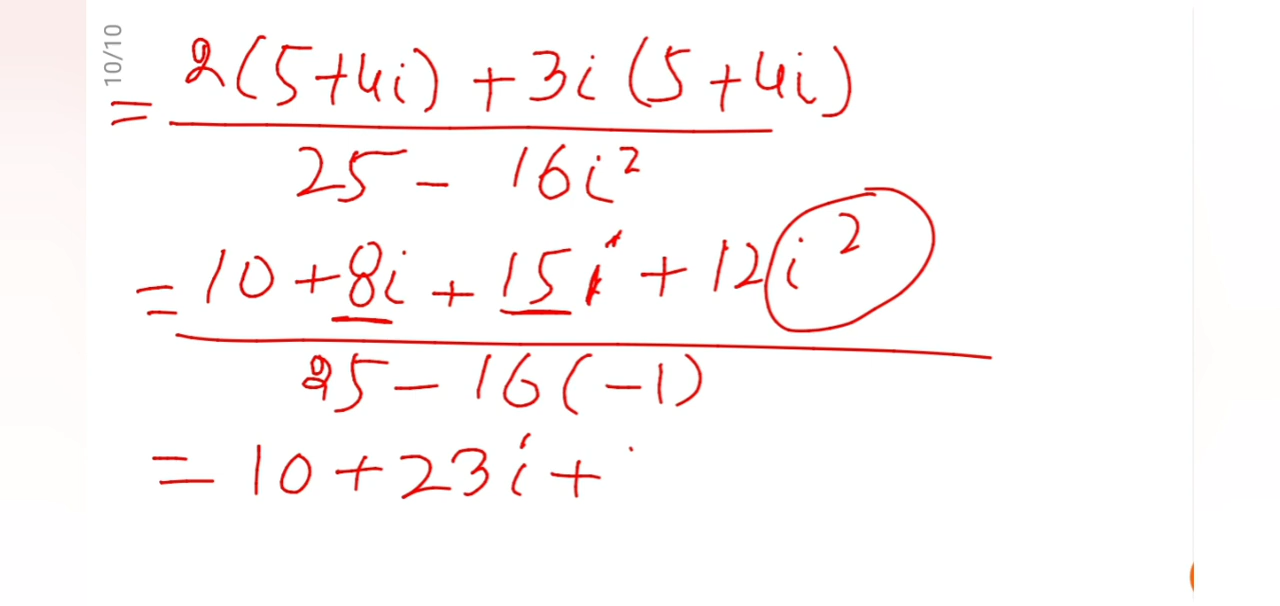 10/10
= 2(5+4i) + 3i(5+4i)
25 - 16i²
= 10 + 8i + 15i + 12i²
25 - 16(-1)
= 10 + 23i +